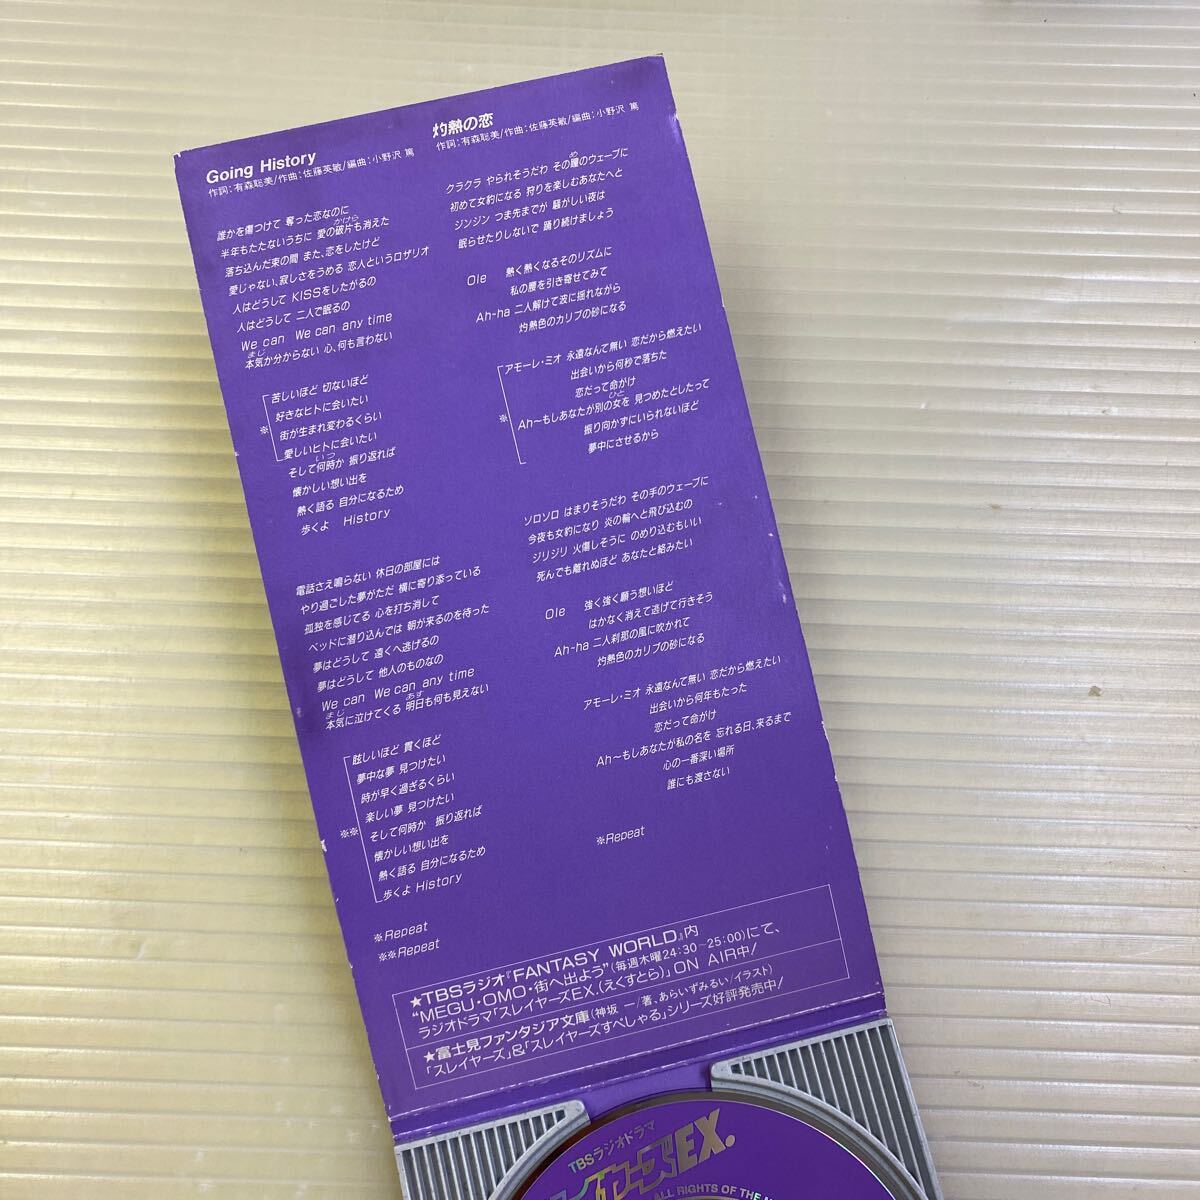 Going History
作詞:有森聡美/作曲:佐藤英敏/編曲:小野沢 篤
誰かを傷つけて 奪った恋なのに
かけら
半年もたたないうちに 愛の破片も消えた
落ち込んだ束の間 また、恋をしたけど
愛じゃない、寂しさをうめる 恋人というロザリオ
人はどうして KISSをしたがるの
人はどうして 二人で眠るの
We can We can any time
まじ
本気か分からない 心、何も言わない
※
苦しいほど 切ないほど
好きなヒトに会いたい
街が生まれ変わるくらい
愛しいヒトに会いたい
いつ
そして何時か 振り返れば
懐かしい想い出を
熱く語る 自分になるため
歩くよ History
電話さえ鳴らない 休日の部屋には
やり過ごした夢がただ 横に寄り添っている
孤独を感じてる 心を打ち消して
ベッドに潜り込んでは 朝が来るのを待った
夢はどうして 遠くへ逃げるの
夢はどうして 他人のものなの
We can We can any time
まじ あす
本気に泣けてくる 明日も何も見えない
※※
眩しいほど 貫くほど
夢中な夢 見つけたい
時が早く過ぎるくらい
楽しい夢 見つけたい
そして何時か 振り返れば
懐かしい想い出を
熱く語る 自分になるため
歩くよ History
※Repeat
※※Repeat
灼熱の恋
作詞:有森聡美/作曲:佐藤英敏/編曲:小野沢 篤
め
クラクラ やられそうだわ その瞳のウェーブに
初めて女豹になる 狩りを楽しむあなたへと
ジンジン つま先までが 騒がしい夜は
眠らせたりしないで 踊り続けましょう
Ole 熱く熱くなるそのリズムに
私の腰を引き寄せてみて
Ah-ha 二人解けて波に揺れながら
灼熱色のカリブの砂になる
※
アモーレ・ミオ 永遠なんて無い 恋だから燃えたい
出会いから何秒で落ちた
恋だって命がけ
ひと
Ah〜もしあなたが別の女を 見つめたとしたって
振り向かずにいられないほど
夢中にさせるから
ソロソロ はまりそうだわ その手のウェーブに
今夜も女豹になり 炎の輪へと飛び込むの
ジリジリ 火傷しそうに のめり込むもいい
死んでも離れぬほど あなたと絡みたい
Ole 強く強く願う想いほど
はかなく消えて逃げて行きそう
Ah-ha 二人刹那の風に吹かれて
灼熱色のカリブの砂になる
アモーレ・ミオ 永遠なんて無い 恋だから燃えたい
出会いから何年もたった
恋だって命がけ
Ah〜もしあなたが私の名を 忘れる日、来るまで
心の一番深い場所
誰にも渡さない
※Repeat
★TBSラジオ『FANTASY WORLD』内
“MEGU・OMO・街へ出よう”(毎週木曜24:30〜25:00)にて、
ラジオドラマ「スレイヤーズEX.(えくすとら)」ON AIR中!
★富士見ファンタジア文庫(神坂 一/著、あらいずみるい/イラスト)
「スレイヤーズ」&「スレイヤーズすぺしゃる」シリーズ好評発売中!
TBSラジオドラマ
スレイヤーズEX.
ALL RIGHTS OF THE